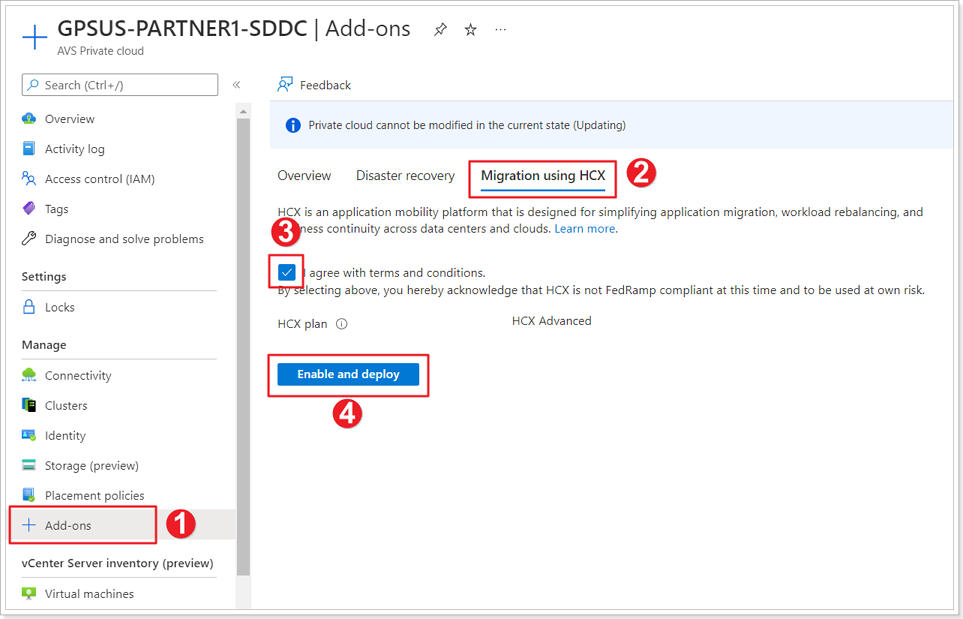 GPSUS-PARTNER1-SDDC | Add-ons
AVS Private cloud
Search (Ctrl+/)
Overview
Activity log
Access control (IAM)
Tags
Diagnose and solve problems
Settings
Locks
Manage
Connectivity
Clusters
Identity
Storage (preview)
Placement policies
Add-ons
1
vCenter Server inventory (preview)
Virtual machines
Feedback
Private cloud cannot be modified in the current state (Updating)
Overview Disaster recovery Migration using HCX 2
HCX is an application mobility platform that is designed for simplifying application migration, workload rebalancing, and
continuity across data centers and clouds. Learn more.
3
agree with terms and conditions.
By selecting above, you hereby acknowledge that HCX is not FedRamp compliant at this time and to be used at own risk.
HCX plan HCX Advanced
Enable and deploy
4